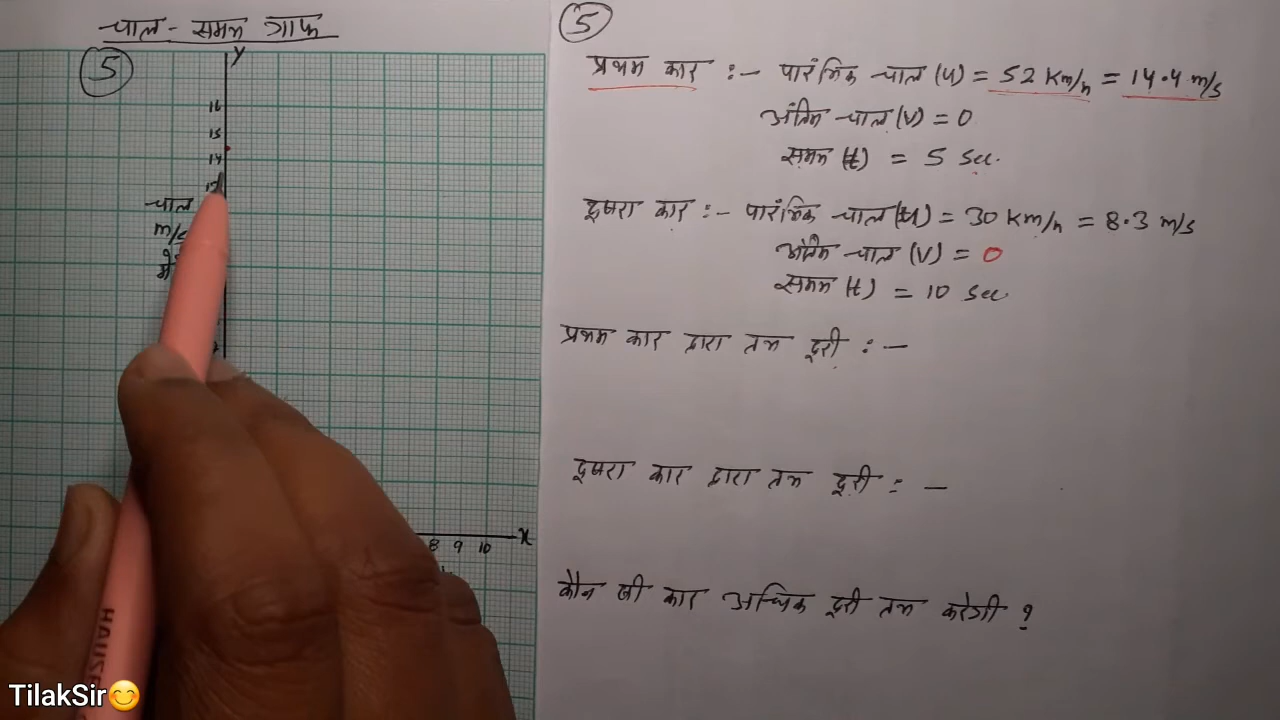 चाल - समय ग्राफ
5
y
16
15
14
चाल
m/s
में
8 9 10
x
5
प्रथम कार :- प्रारंभिक चाल (u) = 52 Km/h = 14.4 m/s
अंतिम चाल (v) = 0
समय (t) = 5 Sec.
दूसरा कार :- प्रारंभिक चाल (u) = 30 Km/h = 8.3 m/s
अंतिम चाल (v) = 0
समय (t) = 10 Sec
प्रथम कार द्वारा तय दूरी :-
दूसरा कार द्वारा तय दूरी :-
कौन सी कार अधिक दूरी तय करेगी ?
TilakSir😊
HAUSE